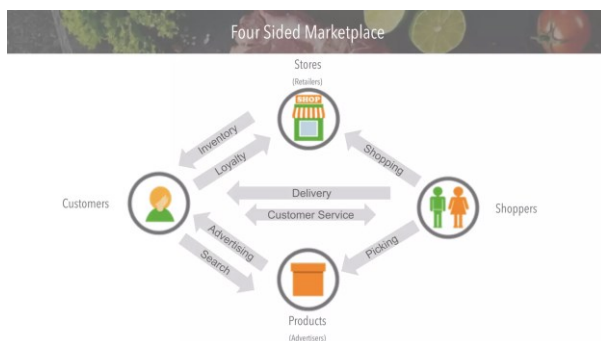 Four Sided Marketplace
Stores
(Retailers)
SHOP
Inventory
Loyalty
Shopping
Customers
Delivery
Customer Service
Shoppers
Advertising
Search
Picking
Products
(Advertisers)